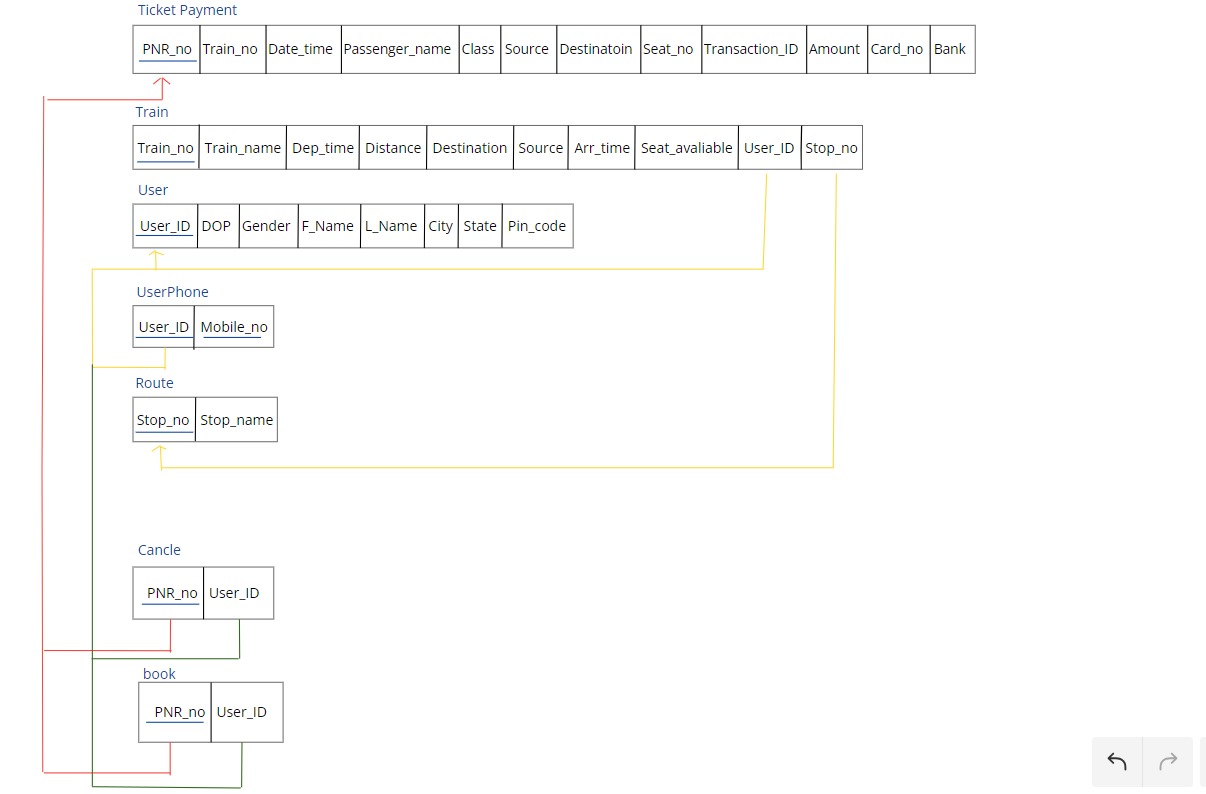 Ticket Payment
PNR_no Train_no Date_time Passenger_name Class Source Destinatoin Seat_no Transaction_ID Amount Card_no Bank
Train
Train_no Train_name Dep_time Distance Destination Source Arr_time Seat_avaliable User_ID Stop_no
User
User_ID DOP Gender F_Name L_Name City State Pin_code
UserPhone
User_ID Mobile_no
Route
Stop_no Stop_name
Cancle
PNR_no User_ID
book
PNR_no User_ID